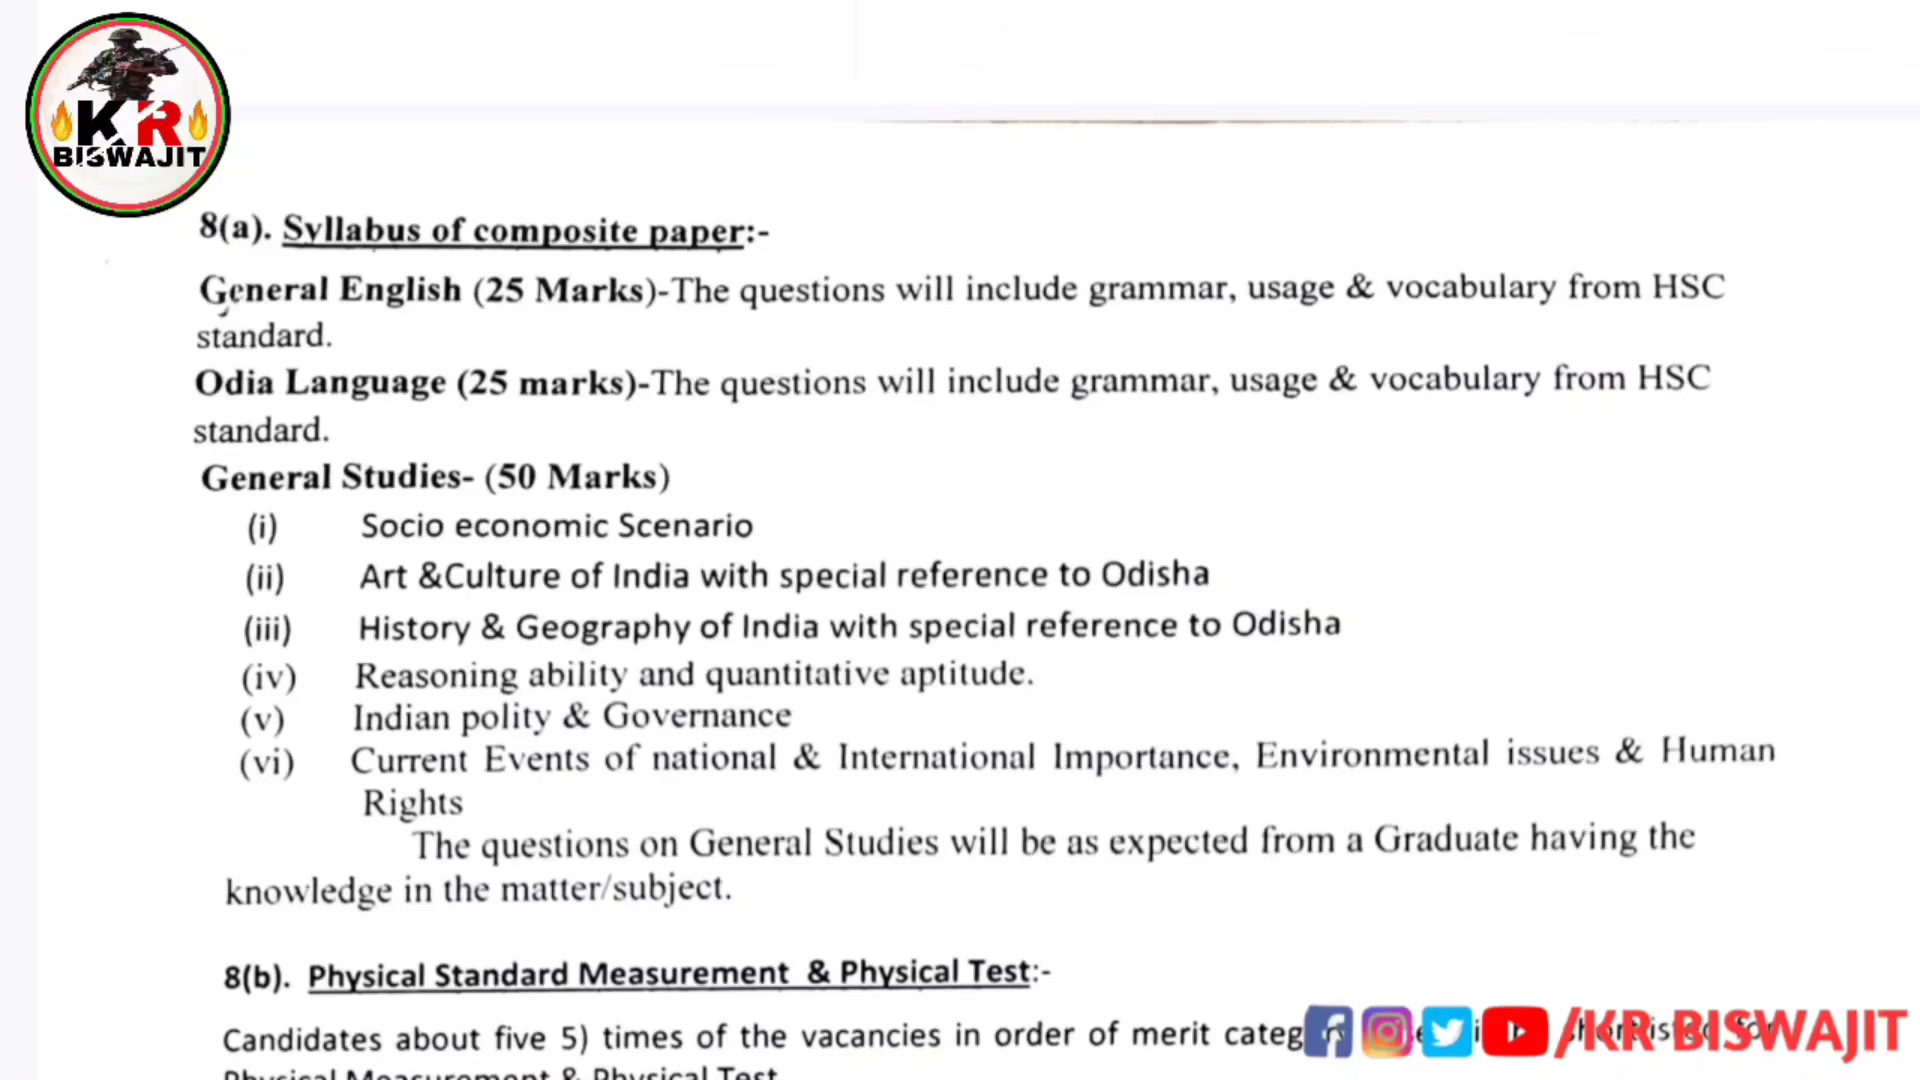 KR
BISWAJIT
8(a). Syllabus of composite paper:-
General English (25 Marks)-The questions will include grammar, usage & vocabulary from HSC
standard.
Odia Language (25 marks)-The questions will include grammar, usage & vocabulary from HSC
standard.
General Studies- (50 Marks)
(i) Socio economic Scenario
(ii) Art &Culture of India with special reference to Odisha
(iii) History & Geography of India with special reference to Odisha
(iv) Reasoning ability and quantitative aptitude.
(v) Indian polity & Governance
(vi) Current Events of national & International Importance, Environmental issues & Human
Rights
The questions on General Studies will be as expected from a Graduate having the
knowledge in the matter/subject.
8(b). Physical Standard Measurement & Physical Test:-
Candidates about five 5) times of the vacancies in order of merit
/KR BISWAJIT
Physical Measurement & Physical Test